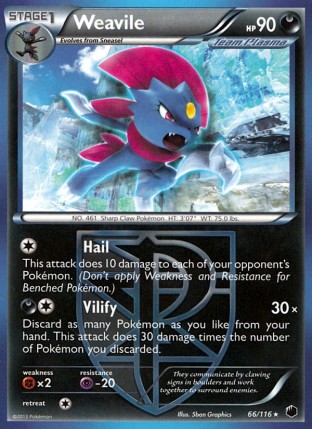 STAGE1
Weavile
HP90
Evolves from Sneasel
Team Plasma
NO. 461 Sharp Claw Pokémon. HT: 3'07" WT: 75.0 lbs.
Hail
This attack does 10 damage to each of your opponent's
Pokémon. (Don't apply Weakness and Resistance for
Benched Pokémon.)
Vilify 30x
Discard as many Pokémon as you like from your
hand. This attack does 30 damage times the number
of Pokémon you discarded.
weakness
x2
resistance
-20
retreat
They communicate by clawing
signs in boulders and work
together to surround enemies.
©2013 Pokémon
Illus. 5ban Graphics
66/116 ★